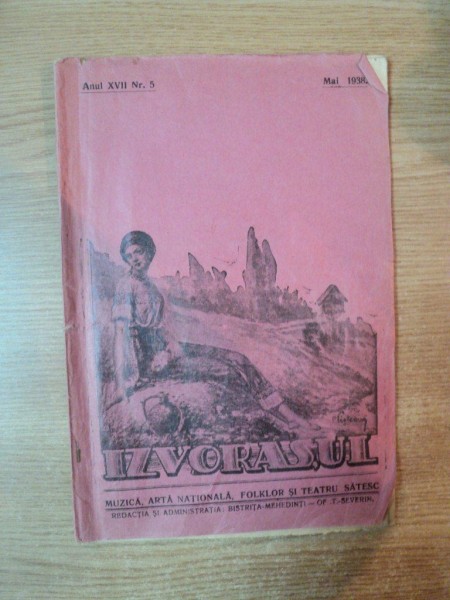 Anul XVII Nr. 5 Mai 1938.
IZVORAȘUL
MUZICĂ, ARTĂ NAȚIONALĂ, FOLKLOR ȘI TEATRU SĂTESC
REDACȚIA ȘI ADMINISTRAȚIA: BISTRIȚA-MEHEDINȚI — OF. T.-SEVERIN.